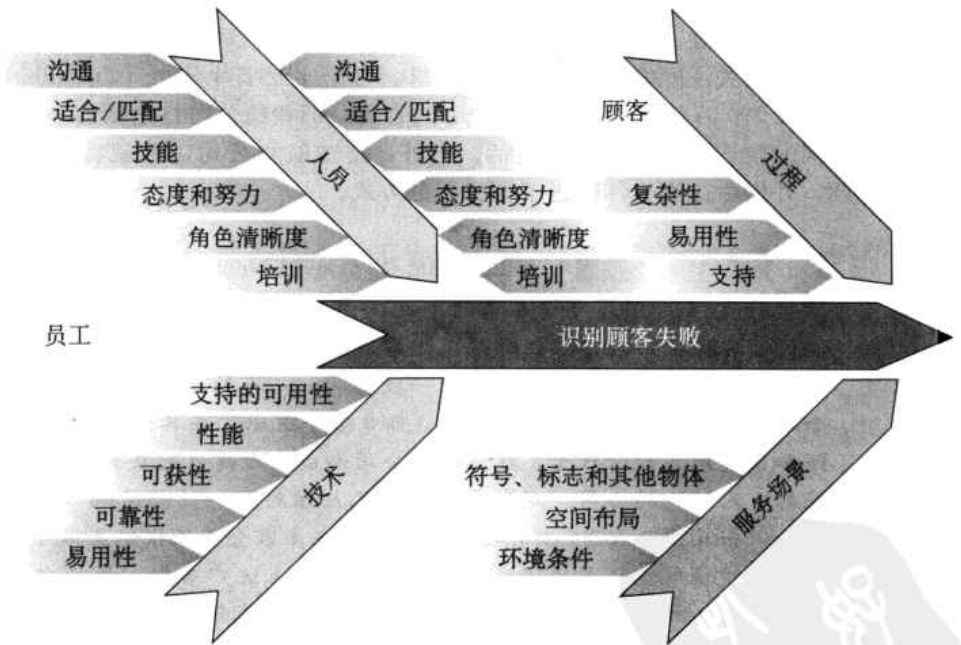 沟通 沟通
适合/匹配 适合/匹配 顾客
技能 人员 技能 过程
态度和努力 态度和努力 复杂性
角色清晰度 角色清晰度 易用性
培训 培训 支持
员工 识别顾客失败
支持的可用性
性能
可获性 技术 符号、标志和其他物体 服务场景
可靠性 空间布局
易用性 环境条件